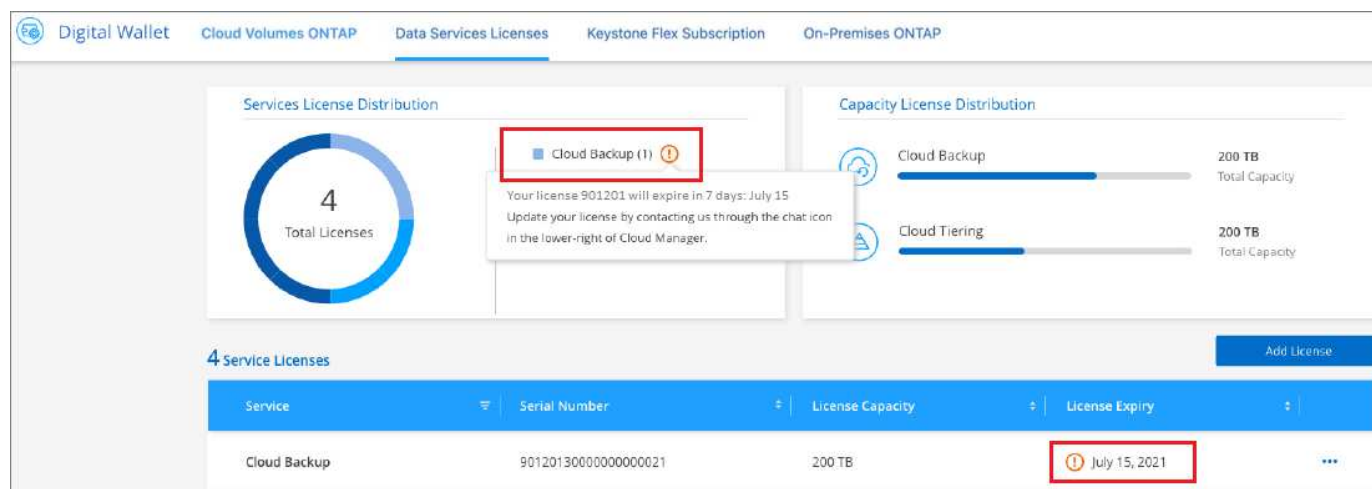 Digital Wallet Cloud Volumes ONTAP Data Services Licenses Keystone Flex Subscription On-Premises ONTAP
Services License Distribution
4
Total Licenses
Cloud Backup (1)
Your license 901201 will expire in 7 days: July 15
Update your license by contacting us through the chat icon
in the lower-right of Cloud Manager.
Capacity License Distribution
Cloud Backup
200 TB
Total Capacity
Cloud Tiering
200 TB
Total Capacity
4 Service Licenses
Add License
Service Serial Number License Capacity License Expiry
Cloud Backup 90120130000000000021 200 TB July 15, 2021